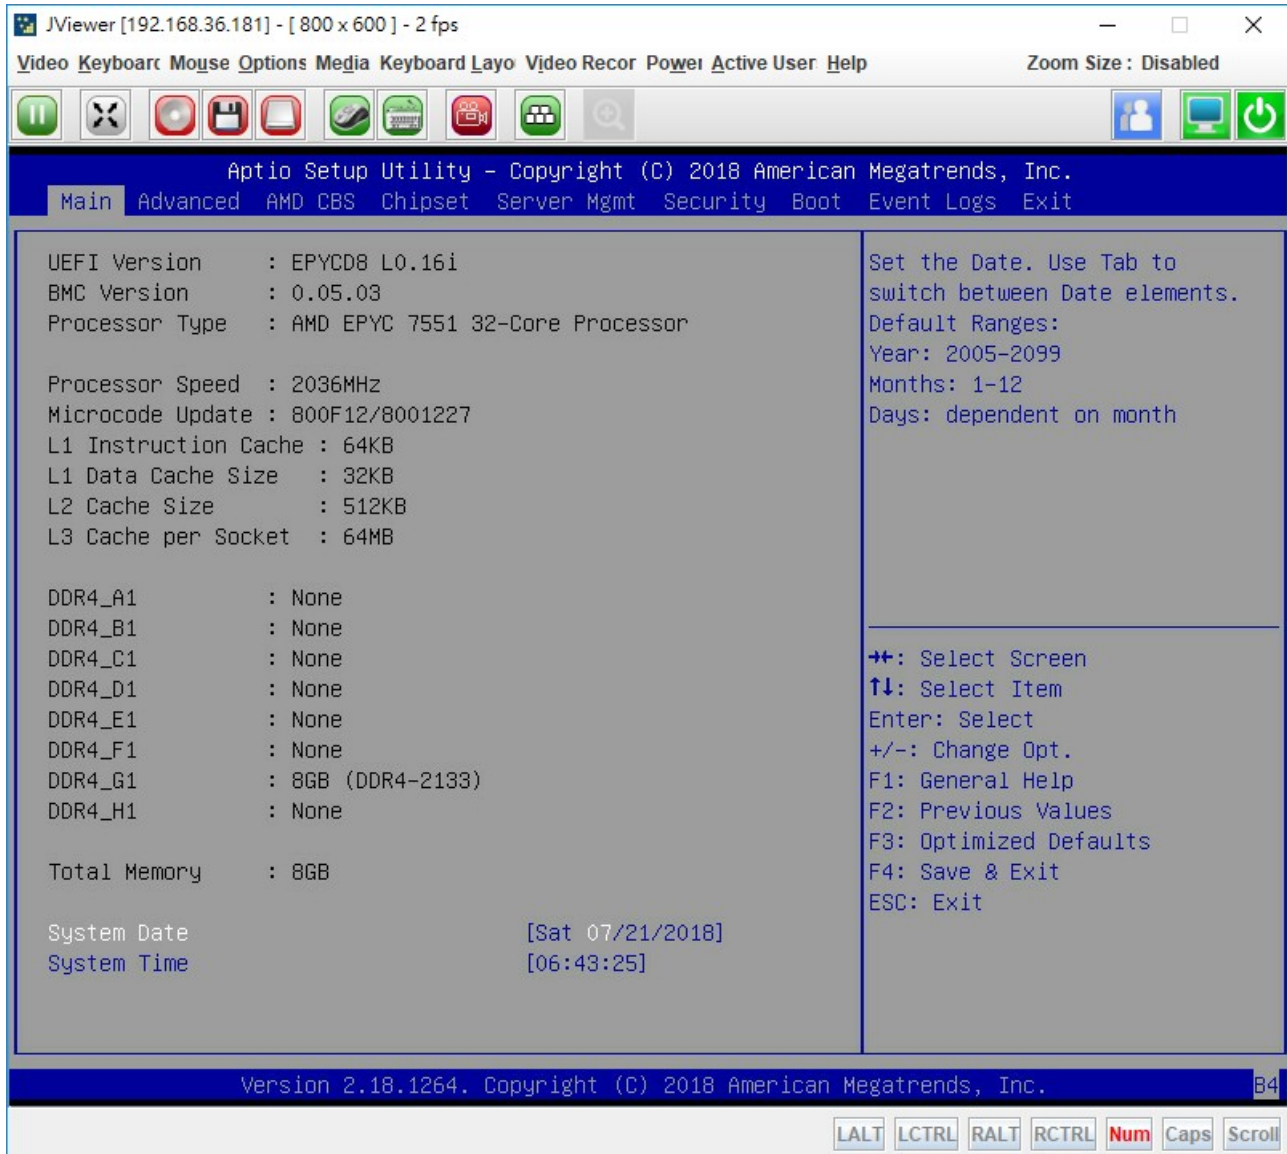 JViewer [192.168.36.181] - [ 800 x 600 ] - 2 fps
Video Keyboarc Mouse Options Media Keyboard Layo Video Recor Power Active User Help Zoom Size : Disabled
Aptio Setup Utility – Copyright (C) 2018 American Megatrends, Inc.
Main Advanced AMD CBS Chipset Server Mgmt Security Boot Event Logs Exit
UEFI Version : EPYCD8 L0.16i
BMC Version : 0.05.03
Processor Type : AMD EPYC 7551 32-Core Processor
Processor Speed : 2036MHz
Microcode Update : 800F12/8001227
L1 Instruction Cache : 64KB
L1 Data Cache Size : 32KB
L2 Cache Size : 512KB
L3 Cache per Socket : 64MB
DDR4_A1 : None
DDR4_B1 : None
DDR4_C1 : None
DDR4_D1 : None
DDR4_E1 : None
DDR4_F1 : None
DDR4_G1 : 8GB (DDR4-2133)
DDR4_H1 : None
Total Memory : 8GB
System Date [Sat 07/21/2018]
System Time [06:43:25]
Set the Date. Use Tab to
switch between Date elements.
Default Ranges:
Year: 2005-2099
Months: 1-12
Days: dependent on month
→←: Select Screen
↑↓: Select Item
Enter: Select
+/-: Change Opt.
F1: General Help
F2: Previous Values
F3: Optimized Defaults
F4: Save & Exit
ESC: Exit
Version 2.18.1264. Copyright (C) 2018 American Megatrends, Inc.
B4
LALT LCTRL RALT RCTRL Num Caps Scroll